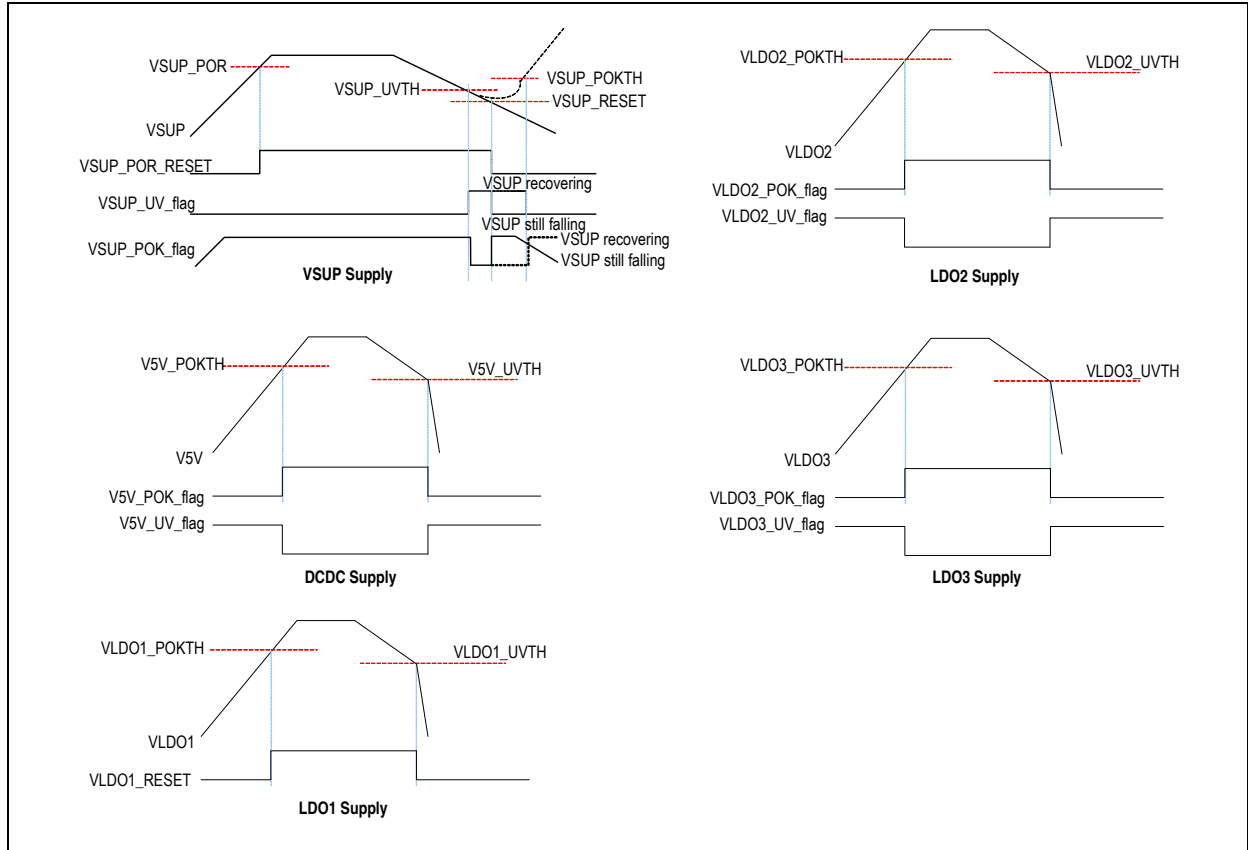 VSUP_POR
VSUP_UVTH
VSUP_POKTH
VSUP_RESET
VSUP
VSUP_POR_RESET
VSUP recovering
VSUP_UV_flag
VSUP still falling
VSUP_POK_flag
VSUP recovering
VSUP still falling
VSUP Supply
VLDO2_POKTH
VLDO2_UVTH
VLDO2
VLDO2_POK_flag
VLDO2_UV_flag
LDO2 Supply
V5V_POKTH
V5V_UVTH
V5V
V5V_POK_flag
V5V_UV_flag
DCDC Supply
VLDO3_POKTH
VLDO3_UVTH
VLDO3
VLDO3_POK_flag
VLDO3_UV_flag
LDO3 Supply
VLDO1_POKTH
VLDO1_UVTH
VLDO1
VLDO1_RESET
LDO1 Supply